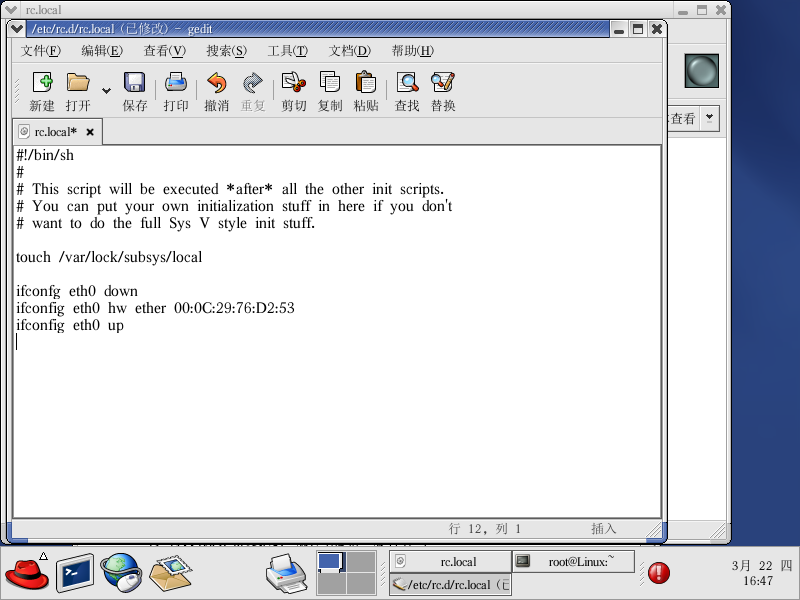 rc.local
/etc/rc.d/rc.local (已修改) - gedit
文件(F) 编辑(E) 查看(V) 搜索(S) 工具(T) 文档(D) 帮助(H)
新建 打开 保存 打印 撤消 重复 剪切 复制 粘贴 查找 替换
查看
rc.local*
#!/bin/sh
#
# This script will be executed *after* all the other init scripts.
# You can put your own initialization stuff in here if you don't
# want to do the full Sys V style init stuff.
touch /var/lock/subsys/local
ifconfg eth0 down
ifconfig eth0 hw ether 00:0C:29:76:D2:53
ifconfig eth0 up
行 12, 列 1 插入
rc.local
root@Linux:~
/etc/rc.d/rc.local (已
3月 22 四
16:47